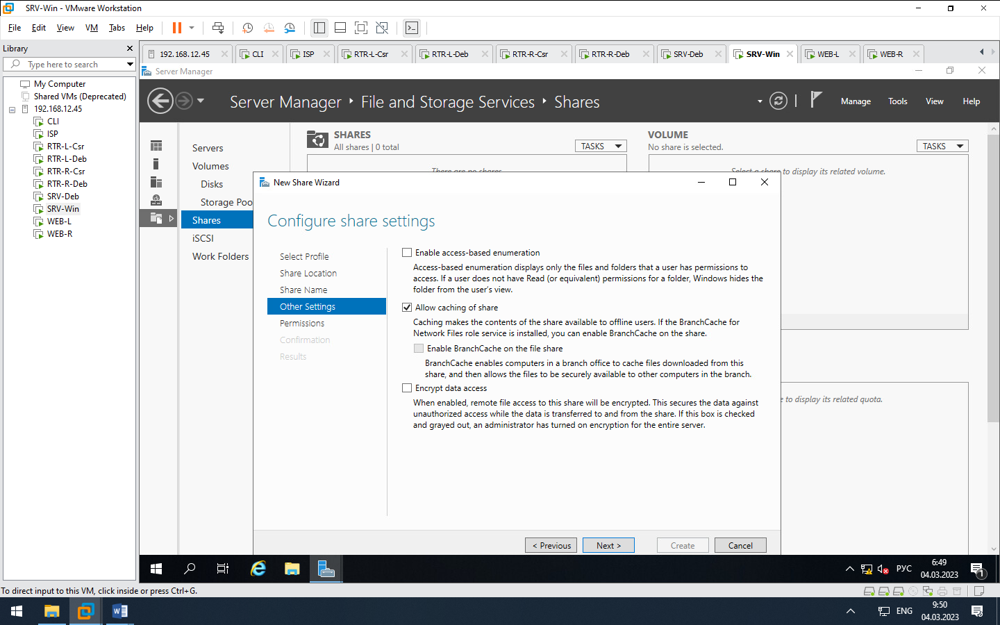 SRV-Win - VMware Workstation
File Edit View VM Tabs Help
Library
Type here to search
My Computer
Shared VMs (Deprecated)
192.168.12.45
CLI
ISP
RTR-L-Csr
RTR-L-Deb
RTR-R-Csr
RTR-R-Deb
SRV-Deb
SRV-Win
WEB-L
WEB-R
192.168.12.45 CLI ISP RTR-L-Csr RTR-L-Deb RTR-R-Csr RTR-R-Deb SRV-Deb SRV-Win WEB-L WEB-R
Server Manager
Server Manager File and Storage Services Shares
Manage Tools View Help
Servers
Volumes
Disks
Storage Poo
Shares
iSCSI
Work Folders
SHARES
All shares | 0 total
TASKS
There are no shares
VOLUME
No share is selected.
TASKS
Select a share to display its related volume.
e to display its related quota.
New Share Wizard
Configure share settings
Select Profile
Share Location
Share Name
Other Settings
Permissions
Confirmation
Results
Enable access-based enumeration
Access-based enumeration displays only the files and folders that a user has permissions to
access. If a user does not have Read (or equivalent) permissions for a folder, Windows hides the
folder from the user's view.
Allow caching of share
Caching makes the contents of the share available to offline users. If the BranchCache for
Network Files role service is installed, you can enable BranchCache on the share.
Enable BranchCache on the file share
BranchCache enables computers in a branch office to cache files downloaded from this
share, and then allows the files to be securely available to other computers in the branch.
Encrypt data access
When enabled, remote file access to this share will be encrypted. This secures the data against
unauthorized access while the data is transferred to and from the share. If this box is checked
and grayed out, an administrator has turned on encryption for the entire server.
< Previous Next > Create Cancel
РУС
6:49
04.03.2023
1
To direct input to this VM, click inside or press Ctrl+G.
ENG
9:50
04.03.2023